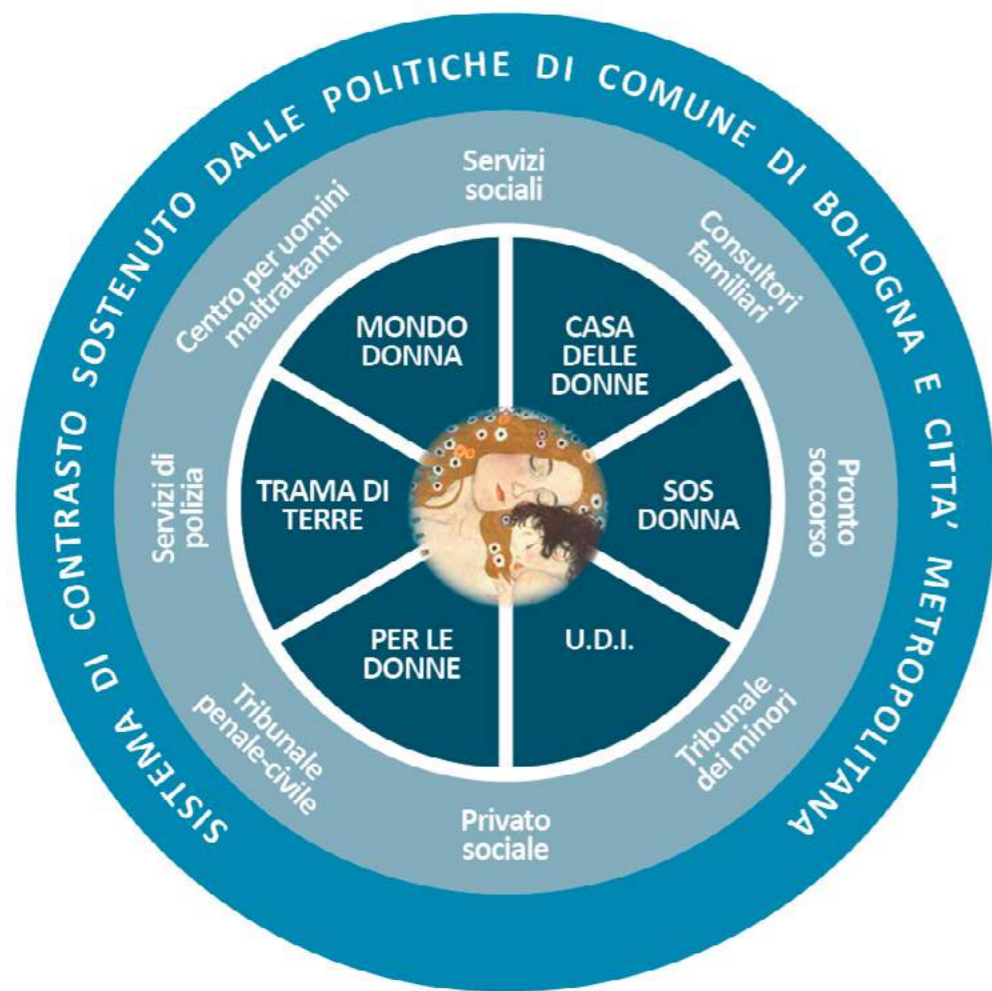 SISTEMA DI CONTRASTO SOSTENUTO DALLE POLITICHE DI COMUNE DI BOLOGNA E CITTA' METROPOLITANA
Servizi
sociali
Consultori
familiari
Pronto
soccorso
Tribunale
dei minori
Privato
sociale
Tribunale
penale-civile
Servizi di
polizia
Centro per uomini
maltrattanti
MONDO
DONNA
CASA
DELLE
DONNE
SOS
DONNA
U.D.I.
PER LE
DONNE
TRAMA DI
TERRE